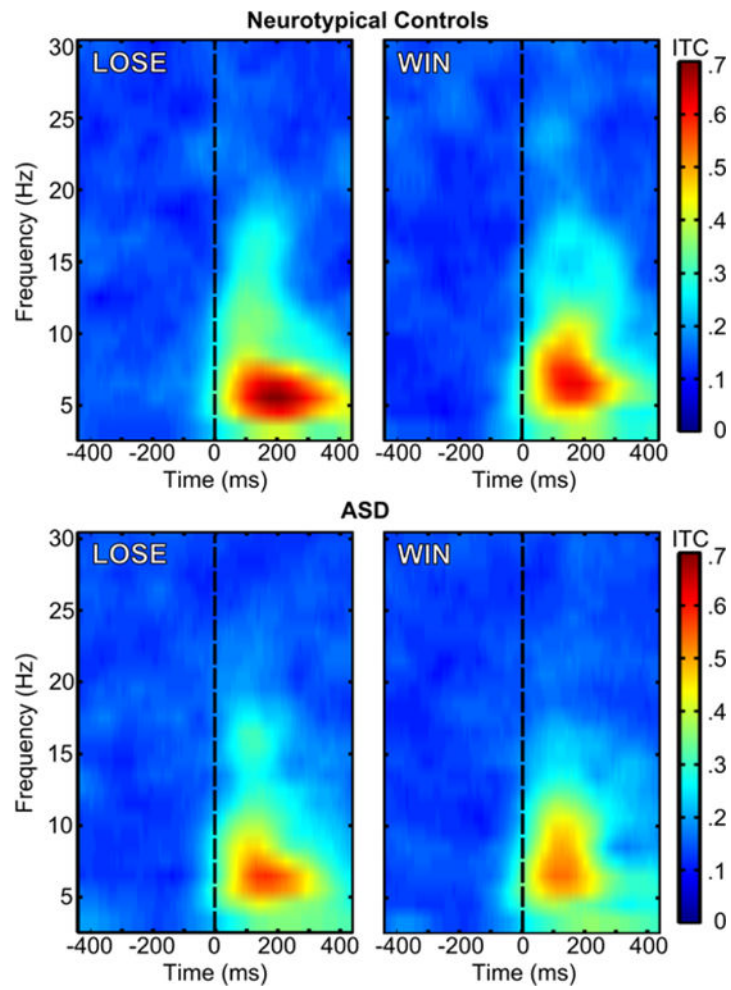 Neurotypical Controls
LOSE
WIN
ITC
30
25
20
15
10
5
Frequency (Hz)
.7
.6
.5
.4
.3
.2
.1
0
-400 -200 0 200 400
-400 -200 0 200 400
Time (ms)
Time (ms)
ASD
LOSE
WIN
ITC
30
25
20
15
10
5
Frequency (Hz)
.7
.6
.5
.4
.3
.2
.1
0
-400 -200 0 200 400
-400 -200 0 200 400
Time (ms)
Time (ms)